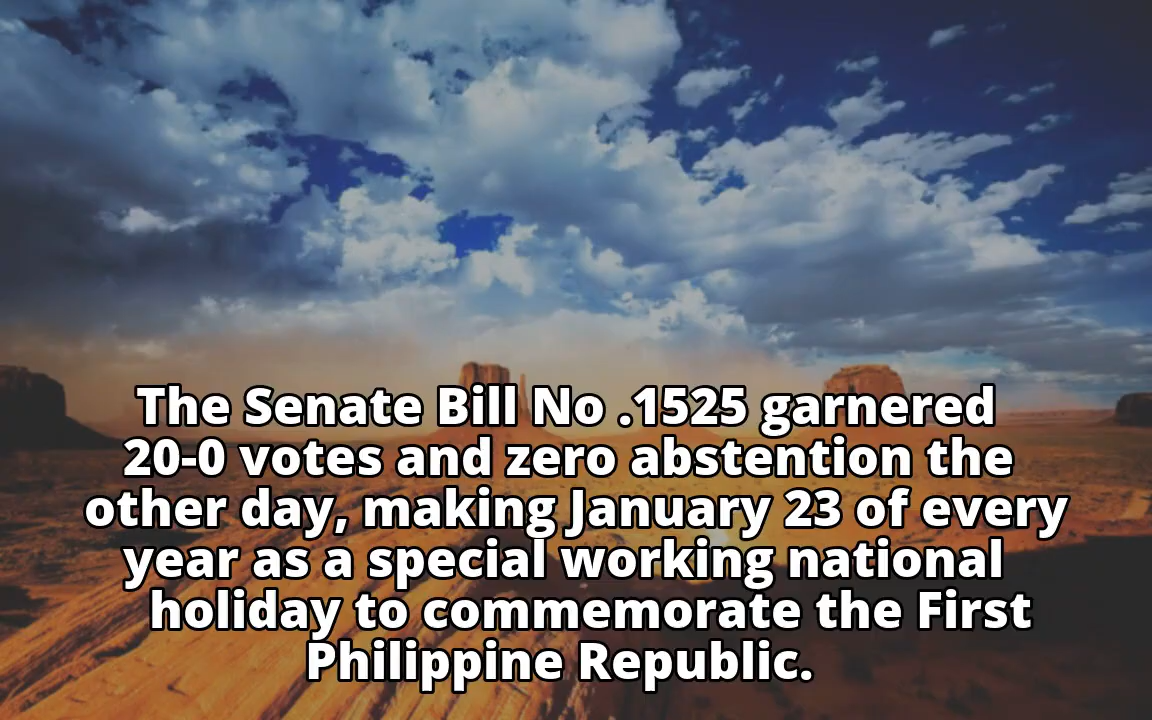 The Senate Bill No .1525 garnered
20-0 votes and zero abstention the
other day, making January 23 of every
year as a special working national
holiday to commemorate the First
Philippine Republic.